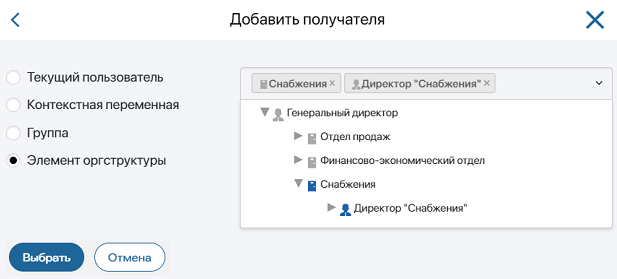 Добавить получателя
Текущий пользователь
Контекстная переменная
Группа
Элемент оргструктуры
Снабжения × Директор "Снабжения" ×
Генеральный директор
Отдел продаж
Финансово-экономический отдел
Снабжения
Директор "Снабжения"
Выбрать Отмена